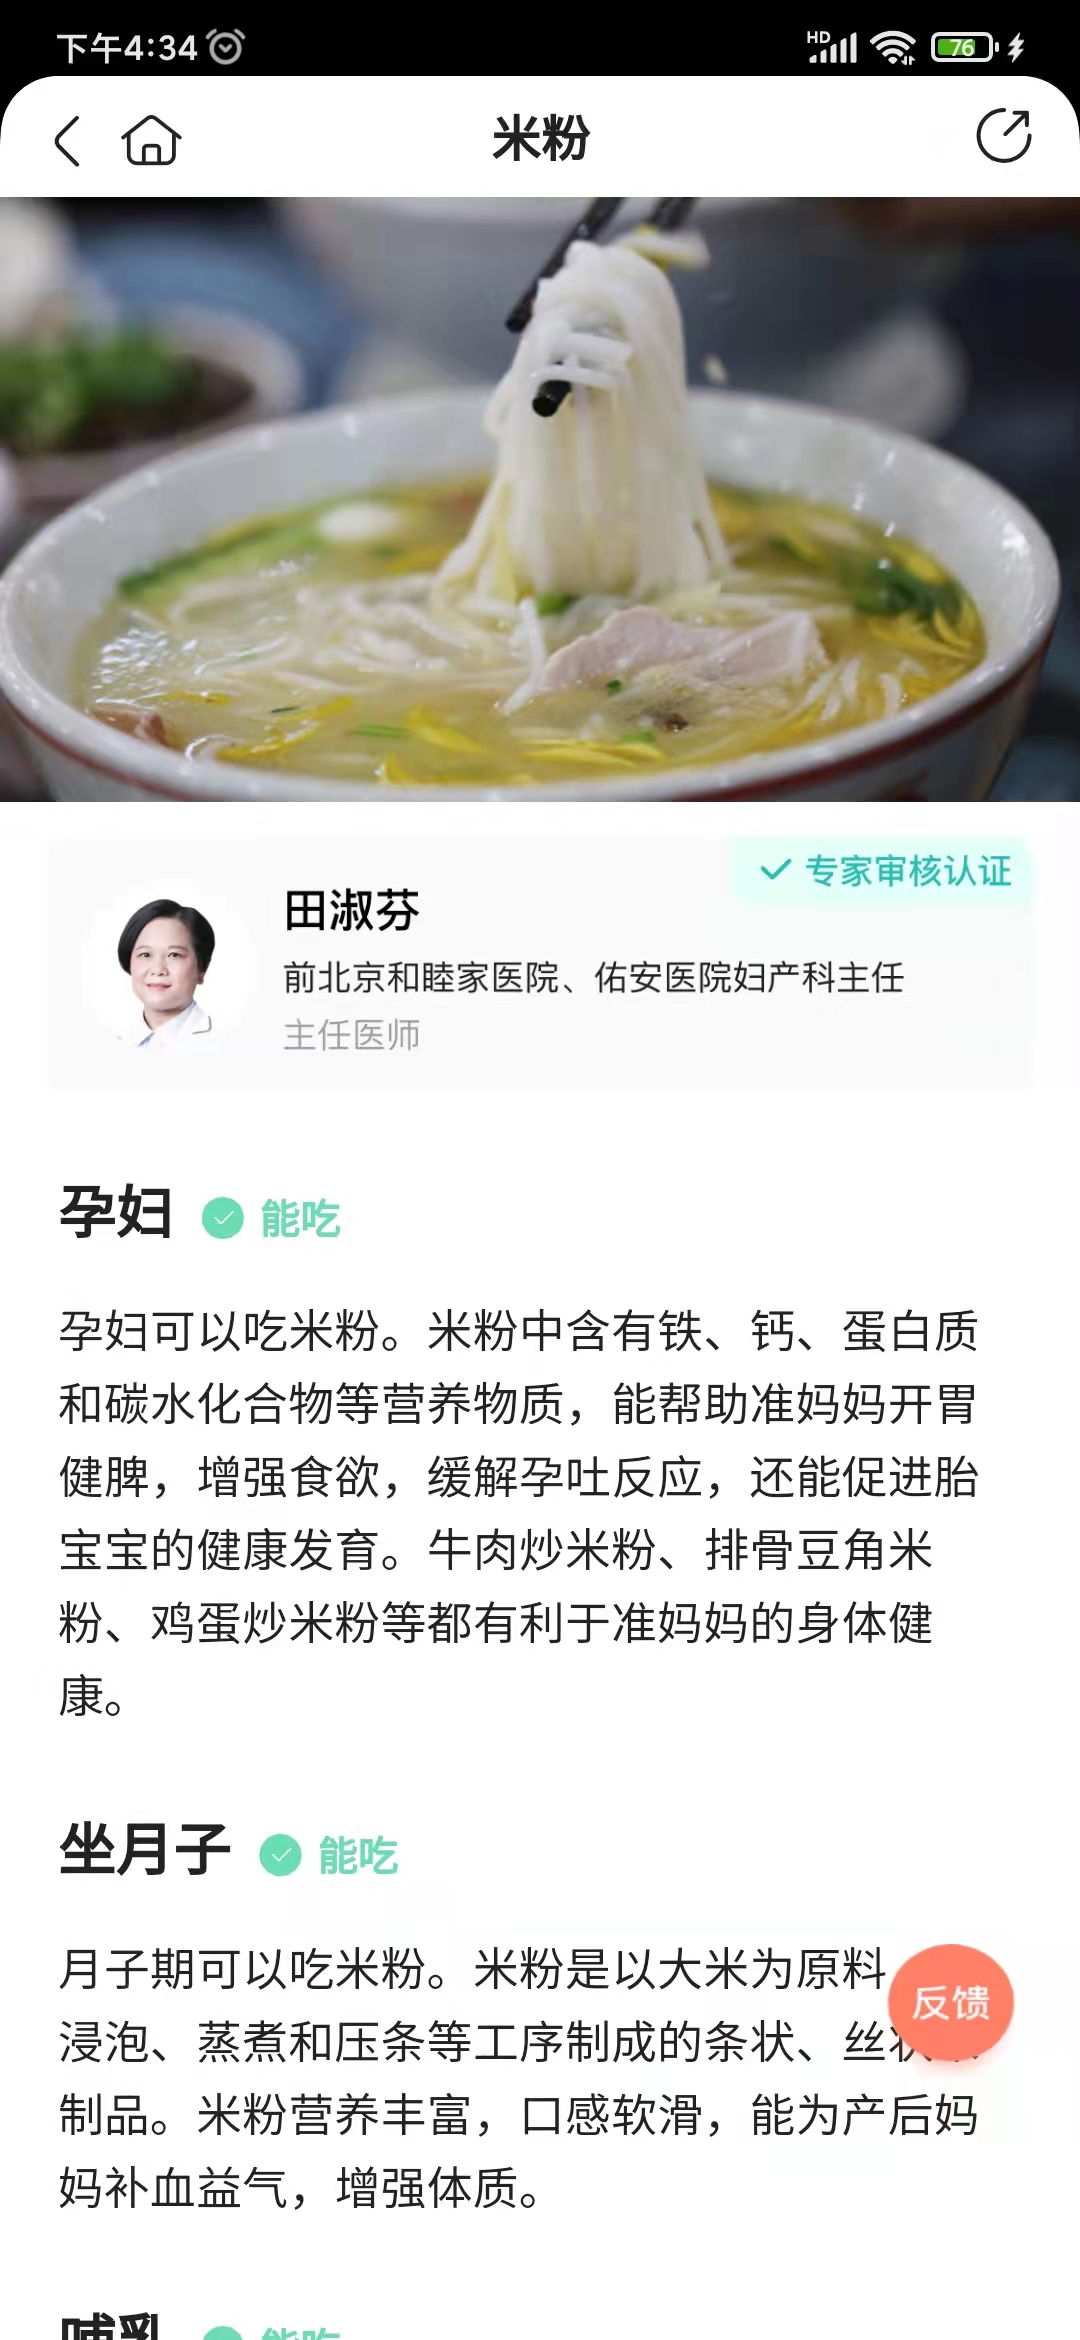 下午4:34
HD
76
米粉
专家审核认证
田淑芬
前北京和睦家医院、佑安医院妇产科主任
主任医师
孕妇 能吃
孕妇可以吃米粉。米粉中含有铁、钙、蛋白质
和碳水化合物等营养物质，能帮助准妈妈开胃
健脾，增强食欲，缓解孕吐反应，还能促进胎
宝宝的健康发育。牛肉炒米粉、排骨豆角米
粉、鸡蛋炒米粉等都有利于准妈妈的身体健
康。
坐月子 能吃
月子期可以吃米粉。米粉是以大米为原料
反馈
浸泡、蒸煮和压条等工序制成的条状、丝
制品。米粉营养丰富，口感软滑，能为产后妈
妈补血益气，增强体质。
哺乳 能吃